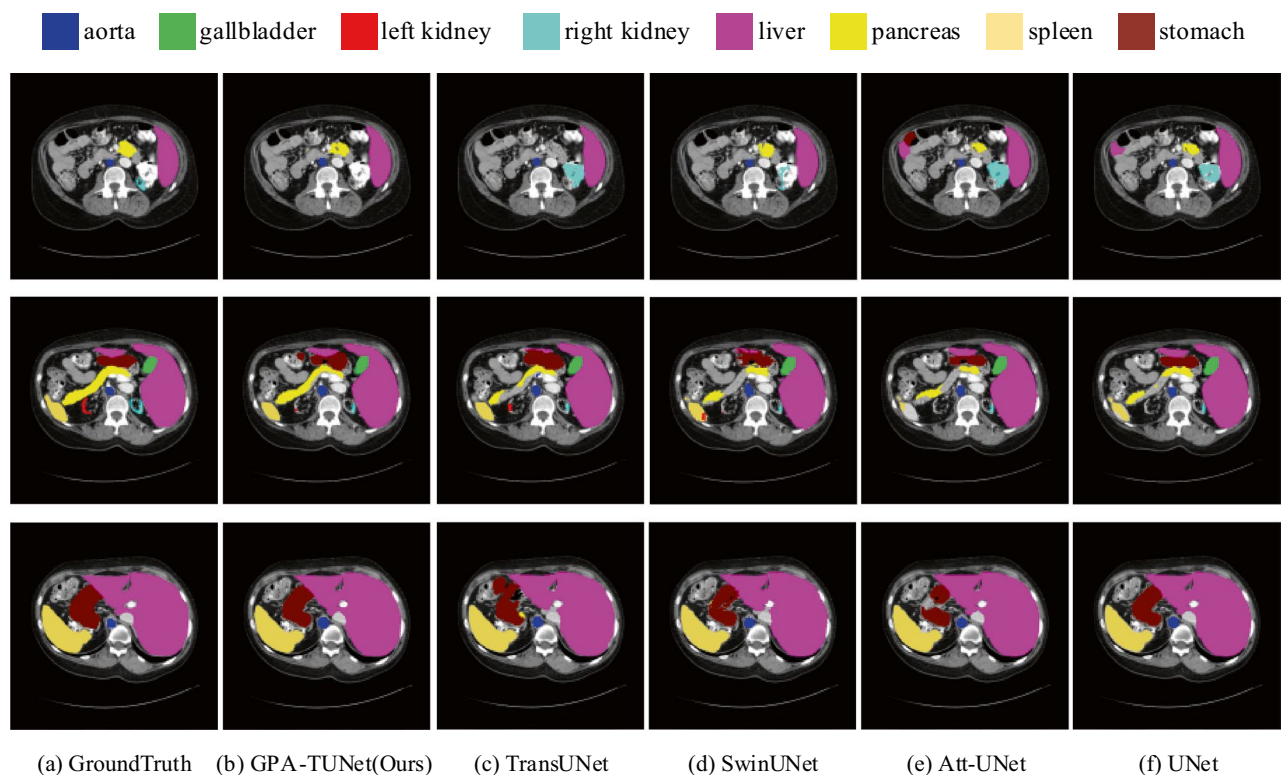 aorta gallbladder left kidney right kidney liver pancreas spleen stomach
(a) GroundTruth (b) GPA-TUNet(Ours) (c) TransUNet (d) SwinUNet (e) Att-UNet (f) UNet